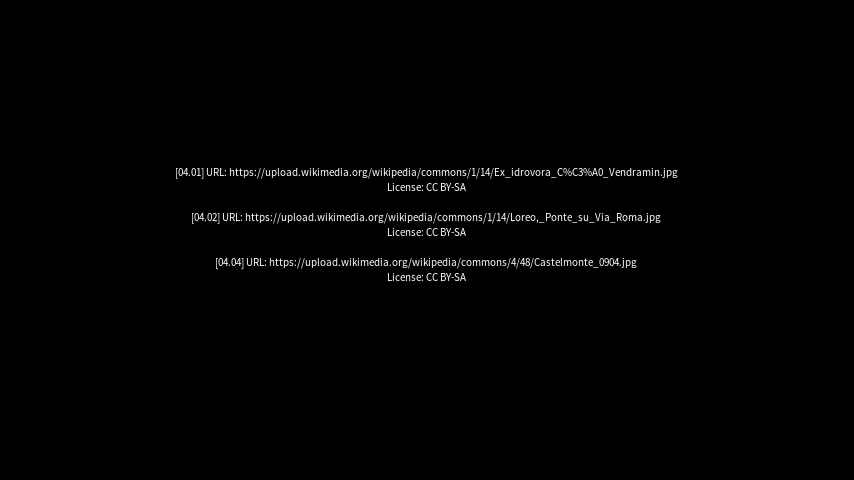 [04.01] URL: https://upload.wikimedia.org/wikipedia/commons/1/14/Ex_idrovora_C%C3%A0_Vendramin.jpg
License: CC BY-SA
[04.02] URL: https://upload.wikimedia.org/wikipedia/commons/1/14/Loreo,_Ponte_su_Via_Roma.jpg
License: CC BY-SA
[04.04] URL: https://upload.wikimedia.org/wikipedia/commons/4/48/Castelmonte_0904.jpg
License: CC BY-SA